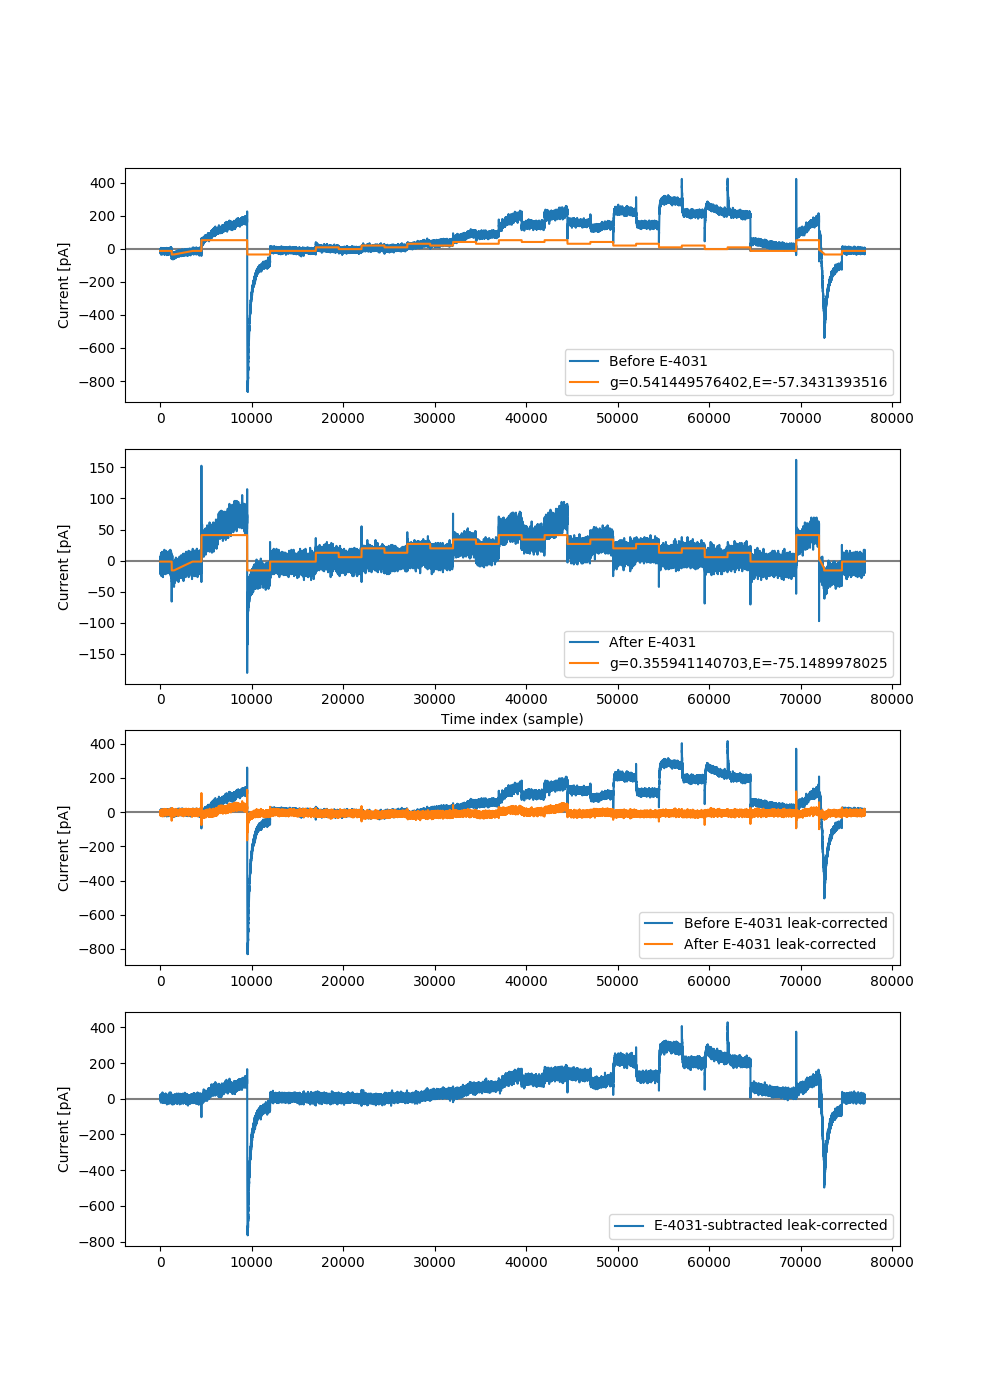 400
200
0
−200
−400
−600
−800
Current [pA]
Before E-4031
g=0.541449576402,E=-57.3431393516
0 10000 20000 30000 40000 50000 60000 70000 80000
150
100
50
0
−50
−100
−150
Current [pA]
After E-4031
g=0.355941140703,E=-75.1489978025
0 10000 20000 30000 40000 50000 60000 70000 80000
Time index (sample)
400
200
0
−200
−400
−600
−800
Current [pA]
Before E-4031 leak-corrected
After E-4031 leak-corrected
0 10000 20000 30000 40000 50000 60000 70000 80000
400
200
0
−200
−400
−600
−800
Current [pA]
E-4031-subtracted leak-corrected
0 10000 20000 30000 40000 50000 60000 70000 80000